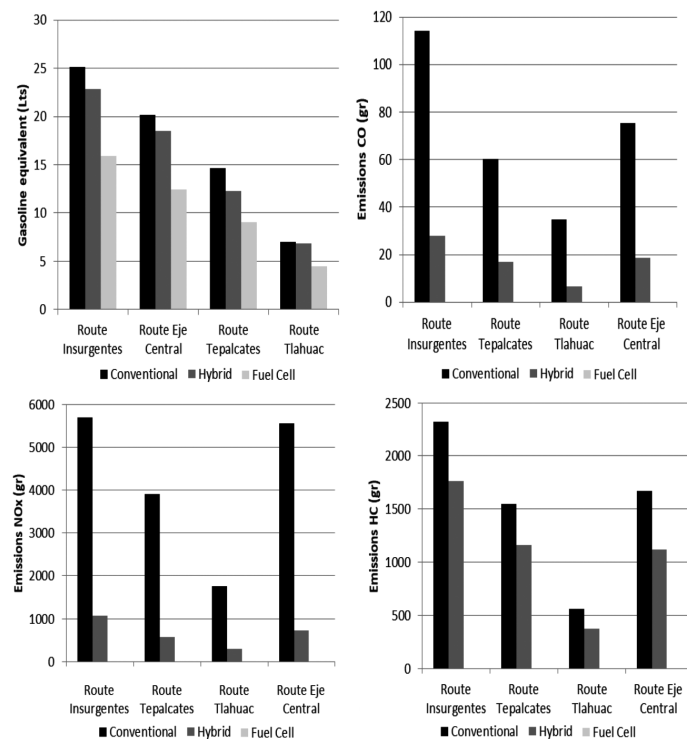 Gasoline equivalent (Lts)
30
25
20
15
10
5
0
Route Insurgentes
Route Eje Central
Route Tepalcates
Route Tlahuac
Conventional Hybrid Fuel Cell
Emissions CO (gr)
120
100
80
60
40
20
0
Route Insurgentes
Route Tepalcates
Route Tlahuac
Route Eje Central
Conventional Hybrid Fuel Cell
Emissions NOx (gr)
6000
5000
4000
3000
2000
1000
0
Route Insurgentes
Route Tepalcates
Route Tlahuac
Route Eje Central
Conventional Hybrid Fuel Cell
Emissions HC (gr)
2500
2000
1500
1000
500
0
Route Insurgentes
Route Tepalcates
Route Tlahuac
Route Eje Central
Conventional Hybrid Fuel Cell